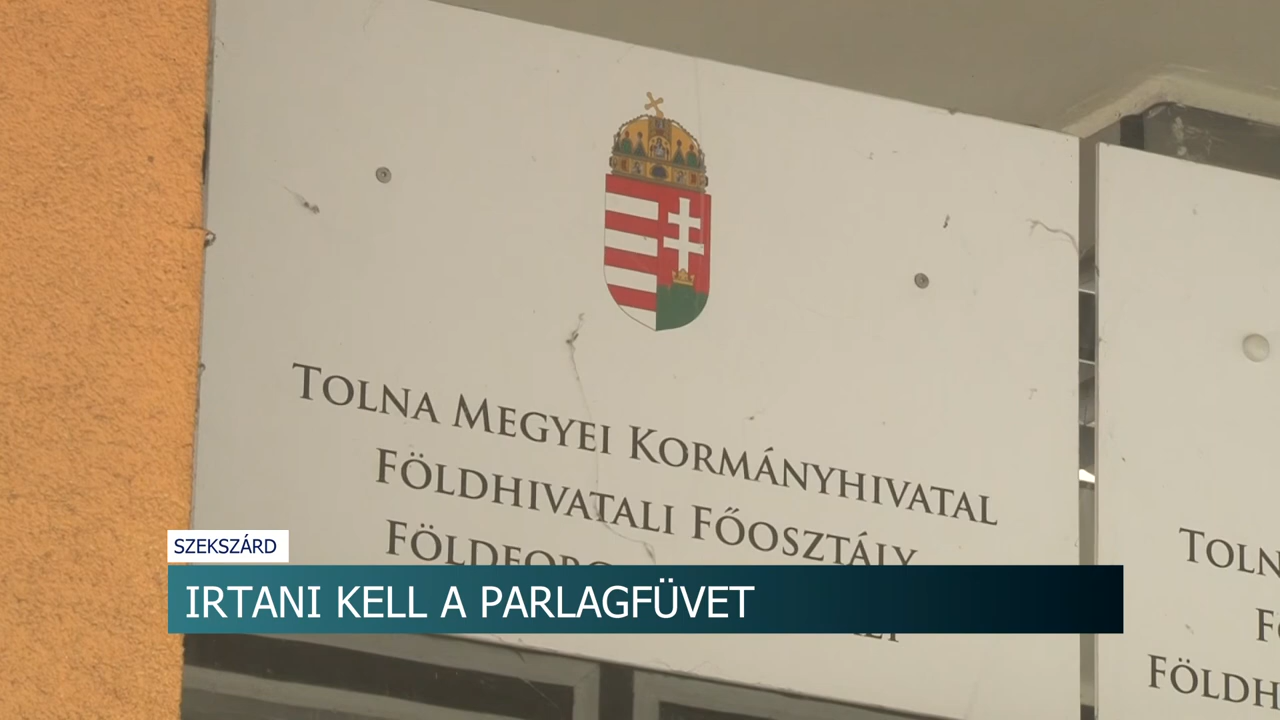 TOLNA MEGYEI KORMÁNYHIVATAL
FÖLDHIVATALI FŐOSZTÁLY
SZEKSZÁRD
IRTANI KELL A PARLAGFÜVET